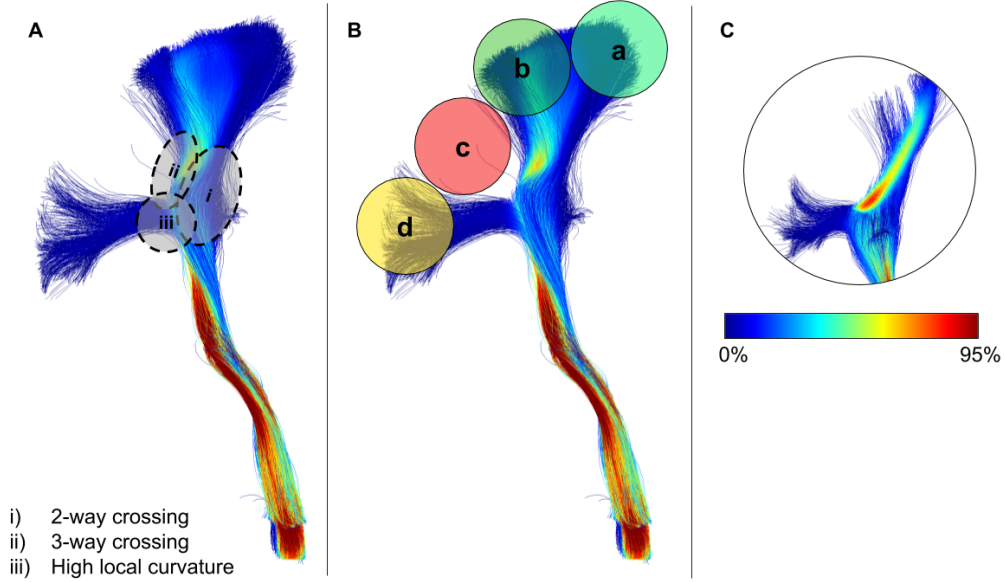 A
B
C
a
b
c
d
ii
i
iii
0%
95%
i) 2-way crossing
ii) 3-way crossing
iii) High local curvature